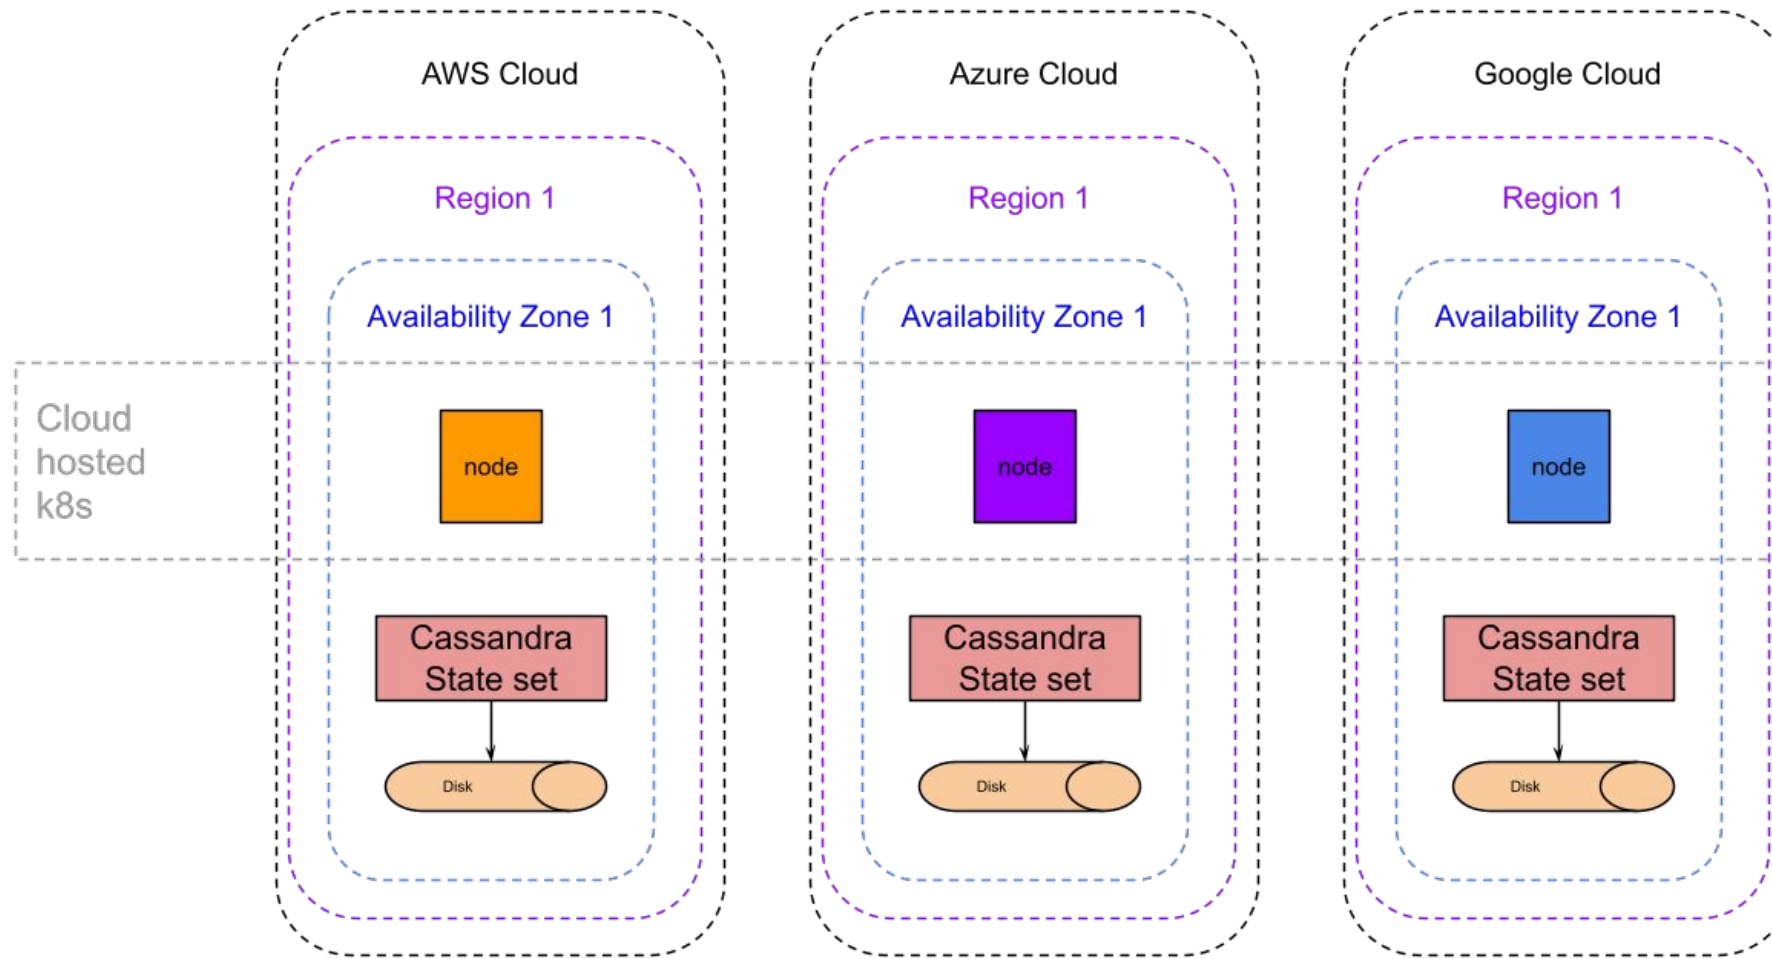 AWS Cloud
Azure Cloud
Google Cloud
Region 1
Region 1
Region 1
Availability Zone 1
Availability Zone 1
Availability Zone 1
Cloud
hosted
k8s
node
node
node
Cassandra
State set
Cassandra
State set
Cassandra
State set
Disk
Disk
Disk